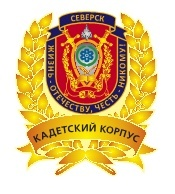 СЕВЕРСК
ЖИЗНЬ - ОТЕЧЕСТВУ, ЧЕСТЬ - НИКОМУ!
КАДЕТСКИЙ КОРПУС